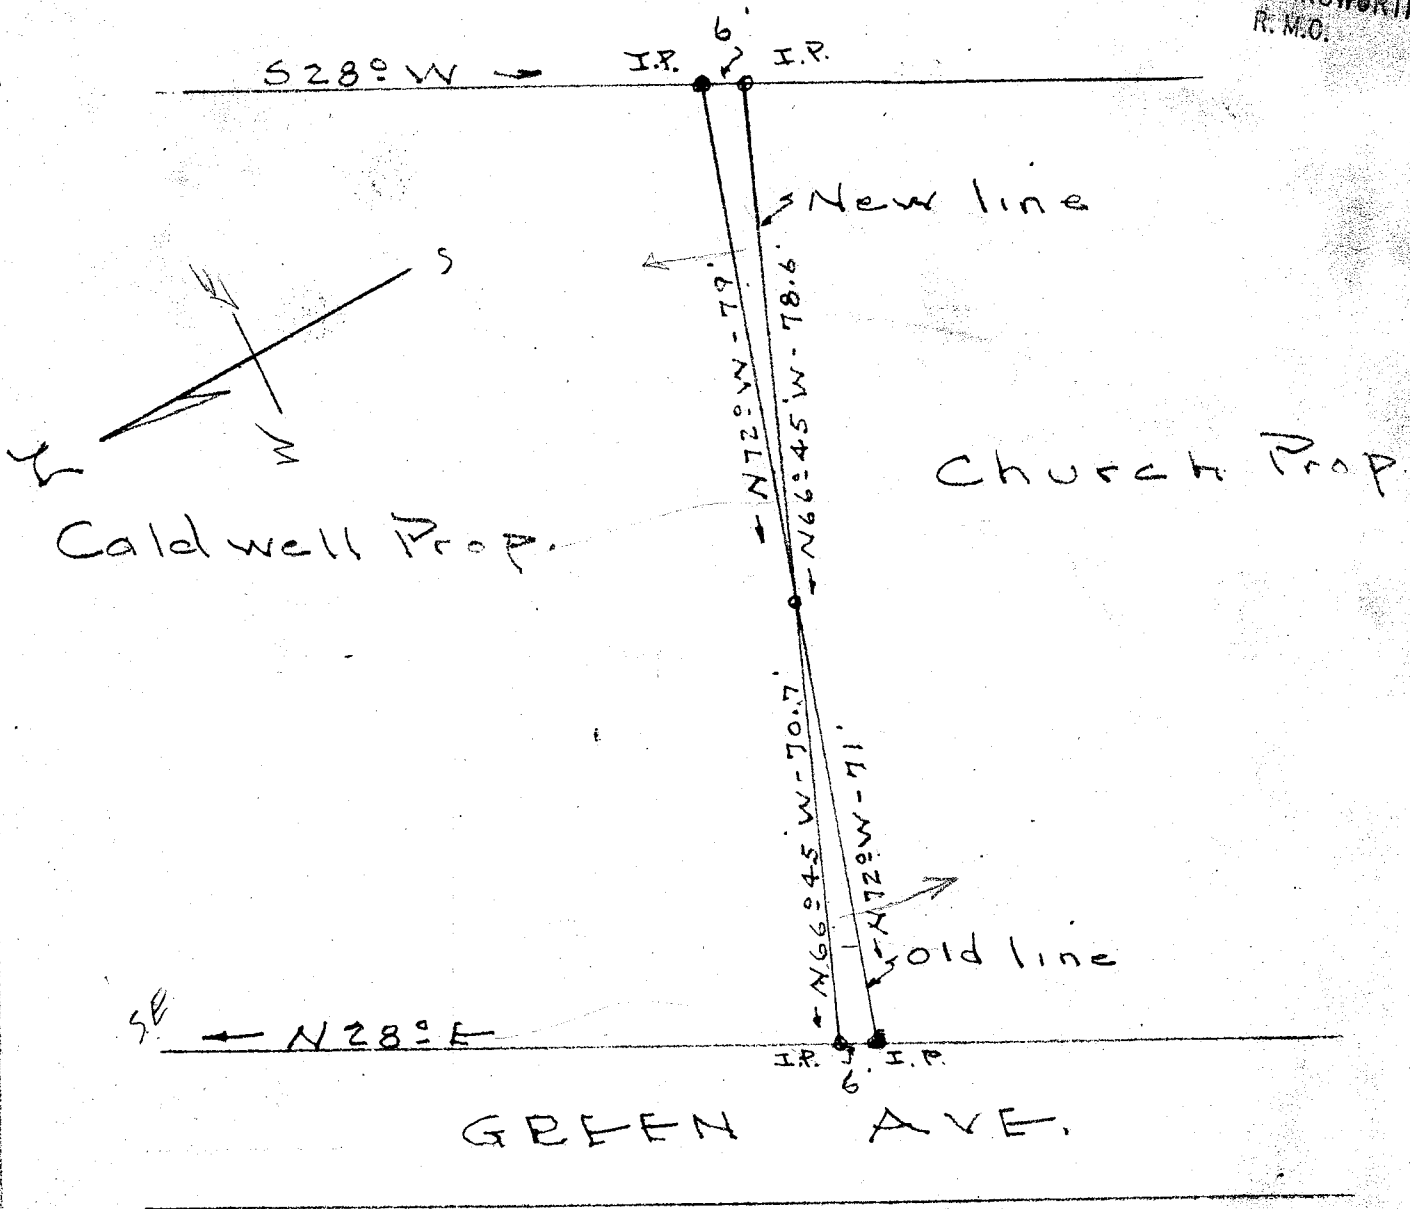 R. M. O.
6'
I.P. I.P.
S 28° W
New line
S
N 72° W - 79'
N 66° 45' W - 78.6'
W
Church Prop.
Caldwell Prop.
N 66° 45' W - 70.7'
N 72° W - 71'
old line
N 28° E
I.P. I.P.
6'
GREEN AVE.